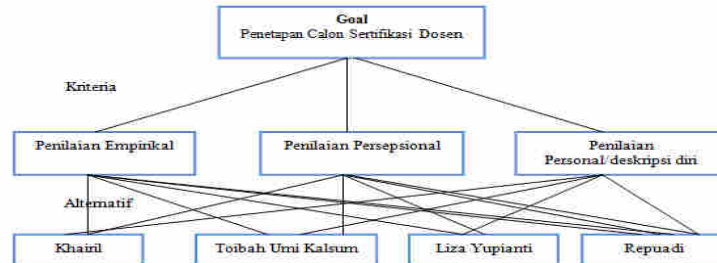 Goal
Penetapan Calon Sertifikasi Dosen
Kriteria
Penilaian Empirikal
Penilaian Persepsional
Penilaian
Personal/deskripsi diri
Alternatif
Khairil
Toibah Umi Kalsum
Liza Yupianti
Repuadi